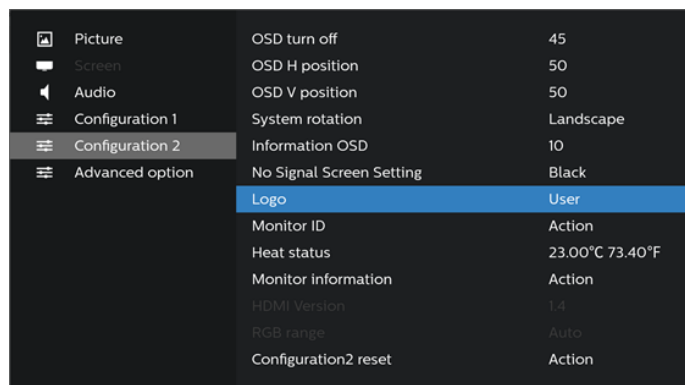 Picture
Screen
Audio
Configuration 1
Configuration 2
Advanced option
OSD turn off 45
OSD H position 50
OSD V position 50
System rotation Landscape
Information OSD 10
No Signal Screen Setting Black
Logo User
Monitor ID Action
Heat status 23.00°C 73.40°F
Monitor information Action
HDMI Version 1.4
RGB range Auto
Configuration2 reset Action